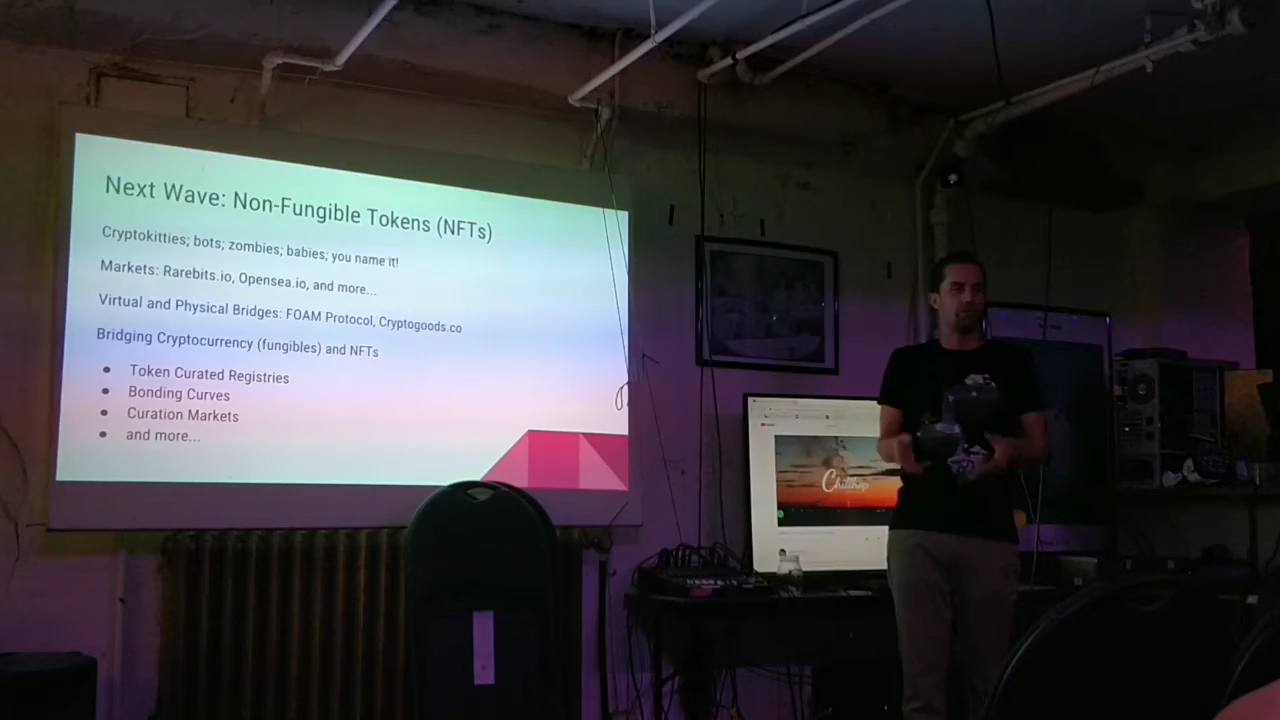 Next Wave: Non-Fungible Tokens (NFTs)
Cryptokitties; bots; zombies; babies; you name it!
Markets: Rarebits.io, Opensea.io, and more...
Virtual and Physical Bridges: FOAM Protocol, Cryptogoods.co
Bridging Cryptocurrency (fungibles) and NFTs
• Token Curated Registries
• Bonding Curves
• Curation Markets
• and more...
Chillhop